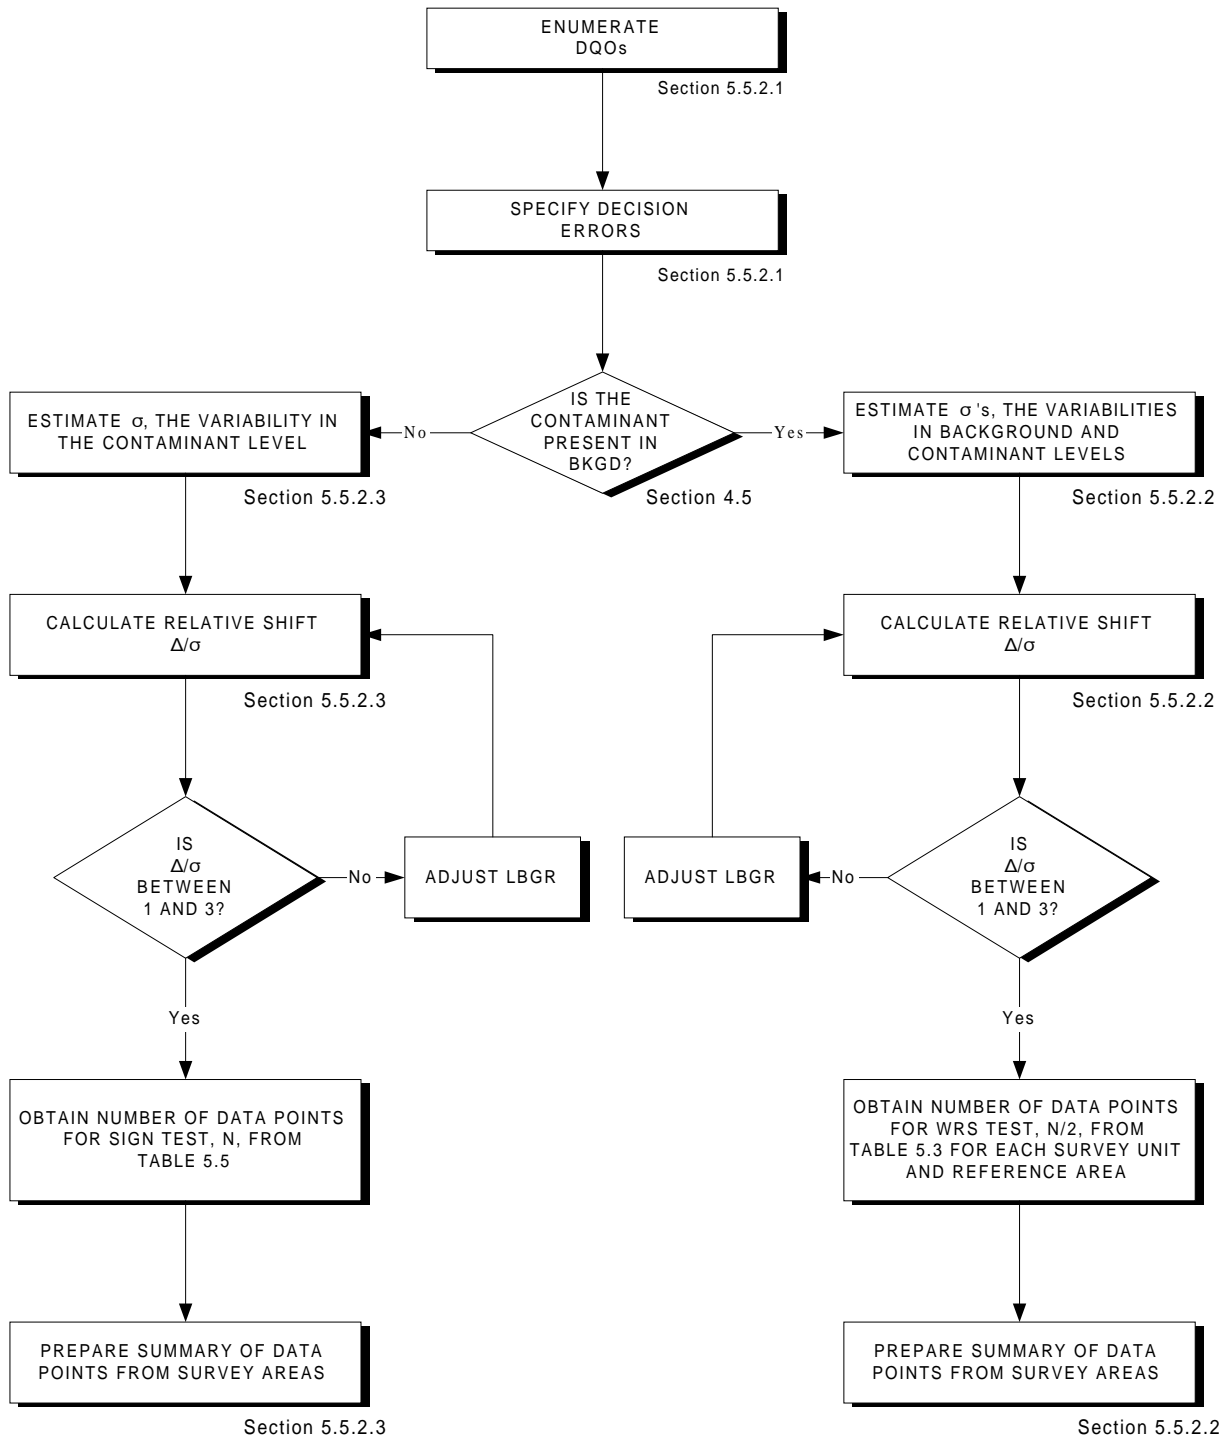 ENUMERATE
DQOs
Section 5.5.2.1
SPECIFY DECISION
ERRORS
Section 5.5.2.1
IS THE
CONTAMINANT
PRESENT IN
BKGD?
Section 4.5
No
Yes
ESTIMATE σ, THE VARIABILITY IN
THE CONTAMINANT LEVEL
Section 5.5.2.3
ESTIMATE σ's, THE VARIABILITIES
IN BACKGROUND AND
CONTAMINANT LEVELS
Section 5.5.2.2
CALCULATE RELATIVE SHIFT
Δ/σ
Section 5.5.2.3
CALCULATE RELATIVE SHIFT
Δ/σ
Section 5.5.2.2
IS
Δ/σ
BETWEEN
1 AND 3?
No
ADJUST LBGR
ADJUST LBGR
No
IS
Δ/σ
BETWEEN
1 AND 3?
Yes
Yes
OBTAIN NUMBER OF DATA POINTS
FOR SIGN TEST, N, FROM
TABLE 5.5
OBTAIN NUMBER OF DATA POINTS
FOR WRS TEST, N/2, FROM
TABLE 5.3 FOR EACH SURVEY UNIT
AND REFERENCE AREA
PREPARE SUMMARY OF DATA
POINTS FROM SURVEY AREAS
Section 5.5.2.3
PREPARE SUMMARY OF DATA
POINTS FROM SURVEY AREAS
Section 5.5.2.2